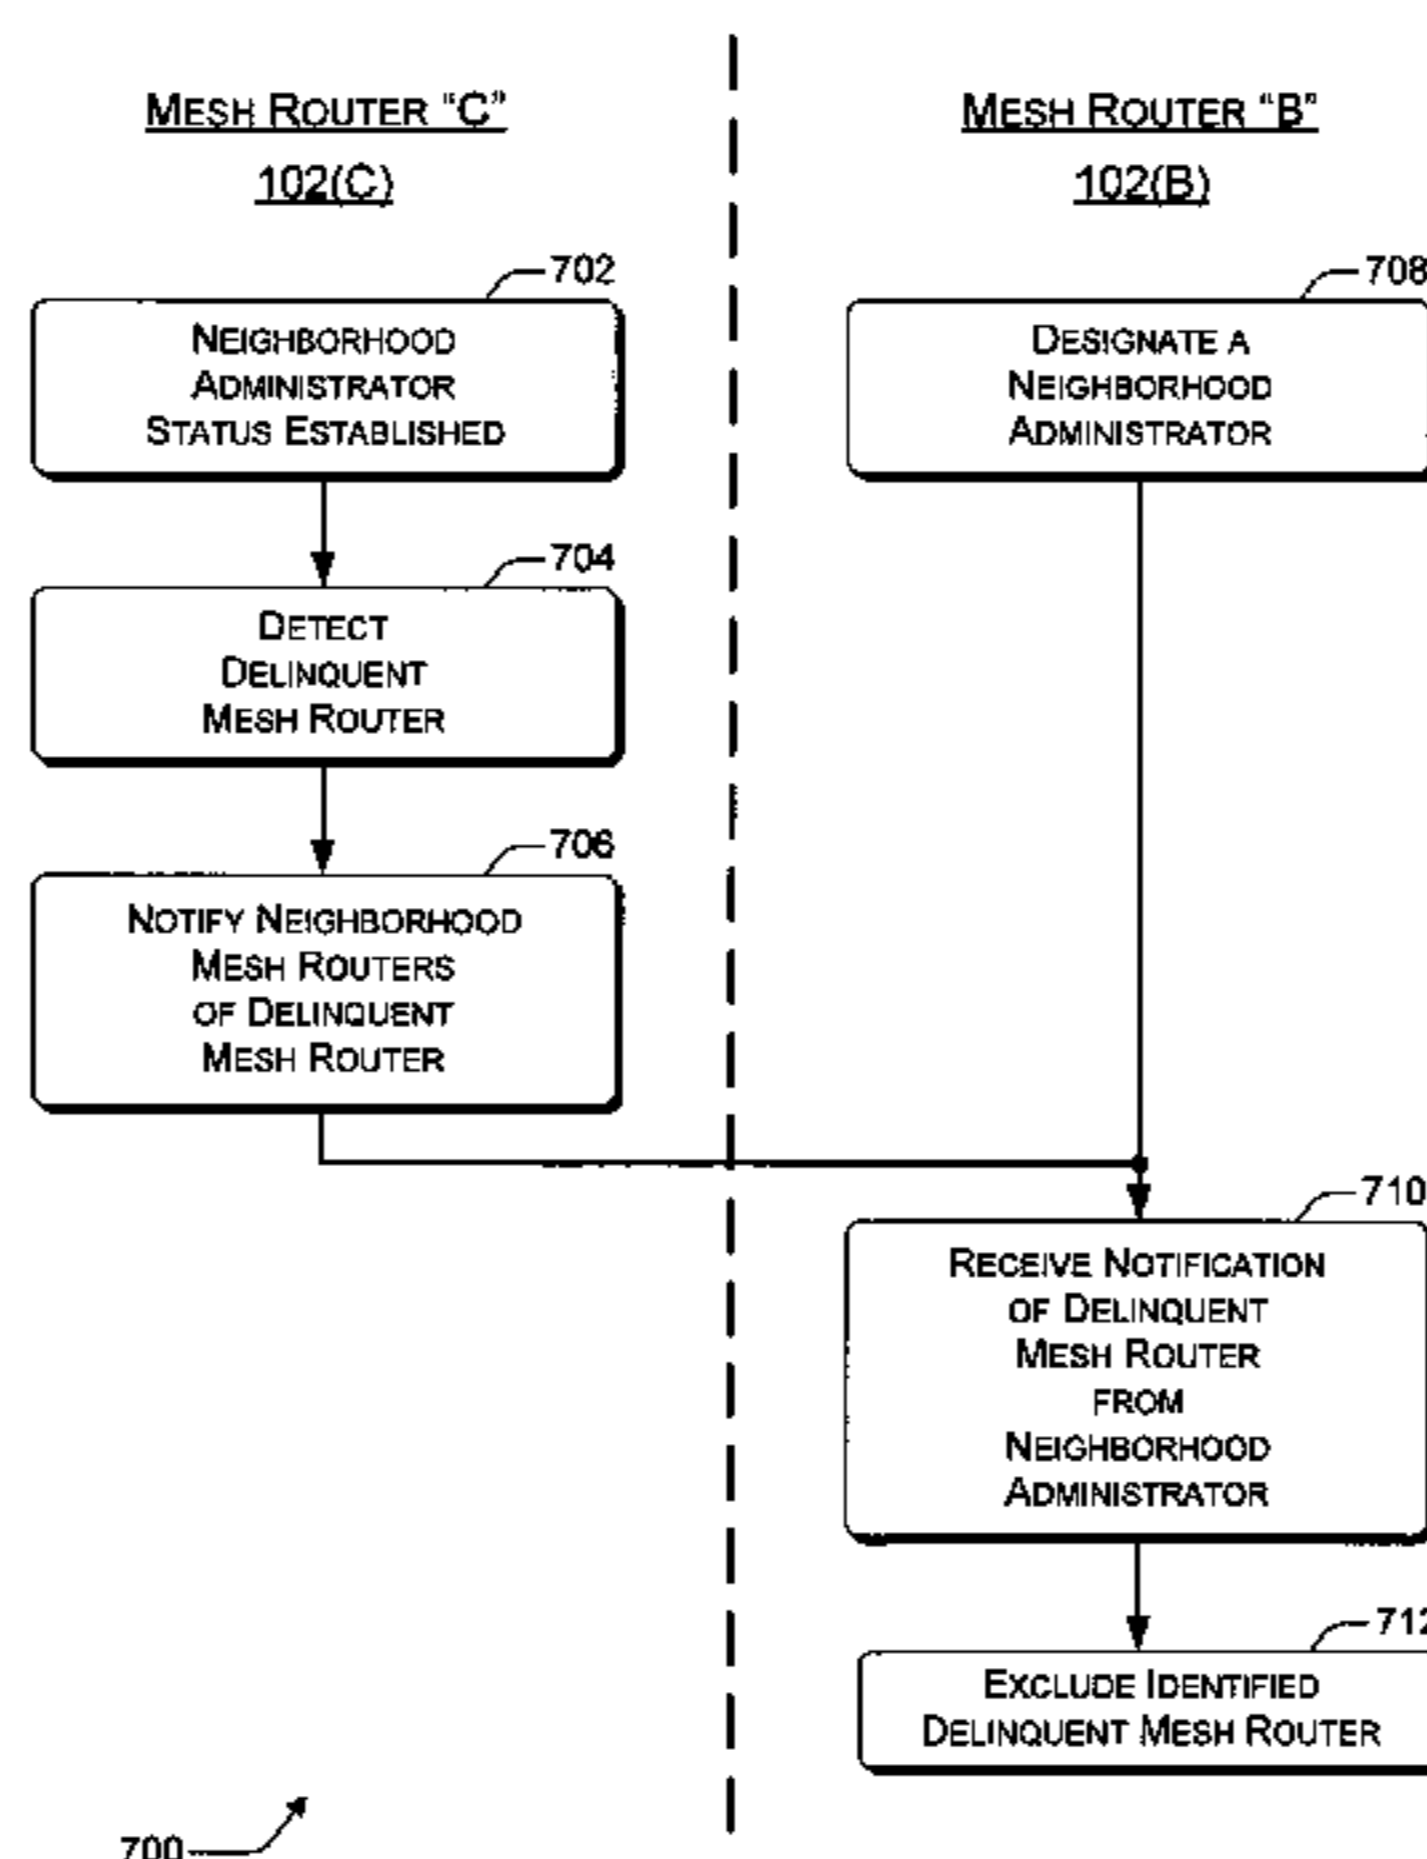 MESH ROUTER "C"
102(C)
702
NEIGHBORHOOD
ADMINISTRATOR
STATUS ESTABLISHED
704
DETECT
DELINQUENT
MESH ROUTER
706
NOTIFY NEIGHBORHOOD
MESH ROUTERS
OF DELINQUENT
MESH ROUTER
700
MESH ROUTER "B"
102(B)
708
DESIGNATE A
NEIGHBORHOOD
ADMINISTRATOR
710
RECEIVE NOTIFICATION
OF DELINQUENT
MESH ROUTER
FROM
NEIGHBORHOOD
ADMINISTRATOR
712
EXCLUDE IDENTIFIED
DELINQUENT MESH ROUTER